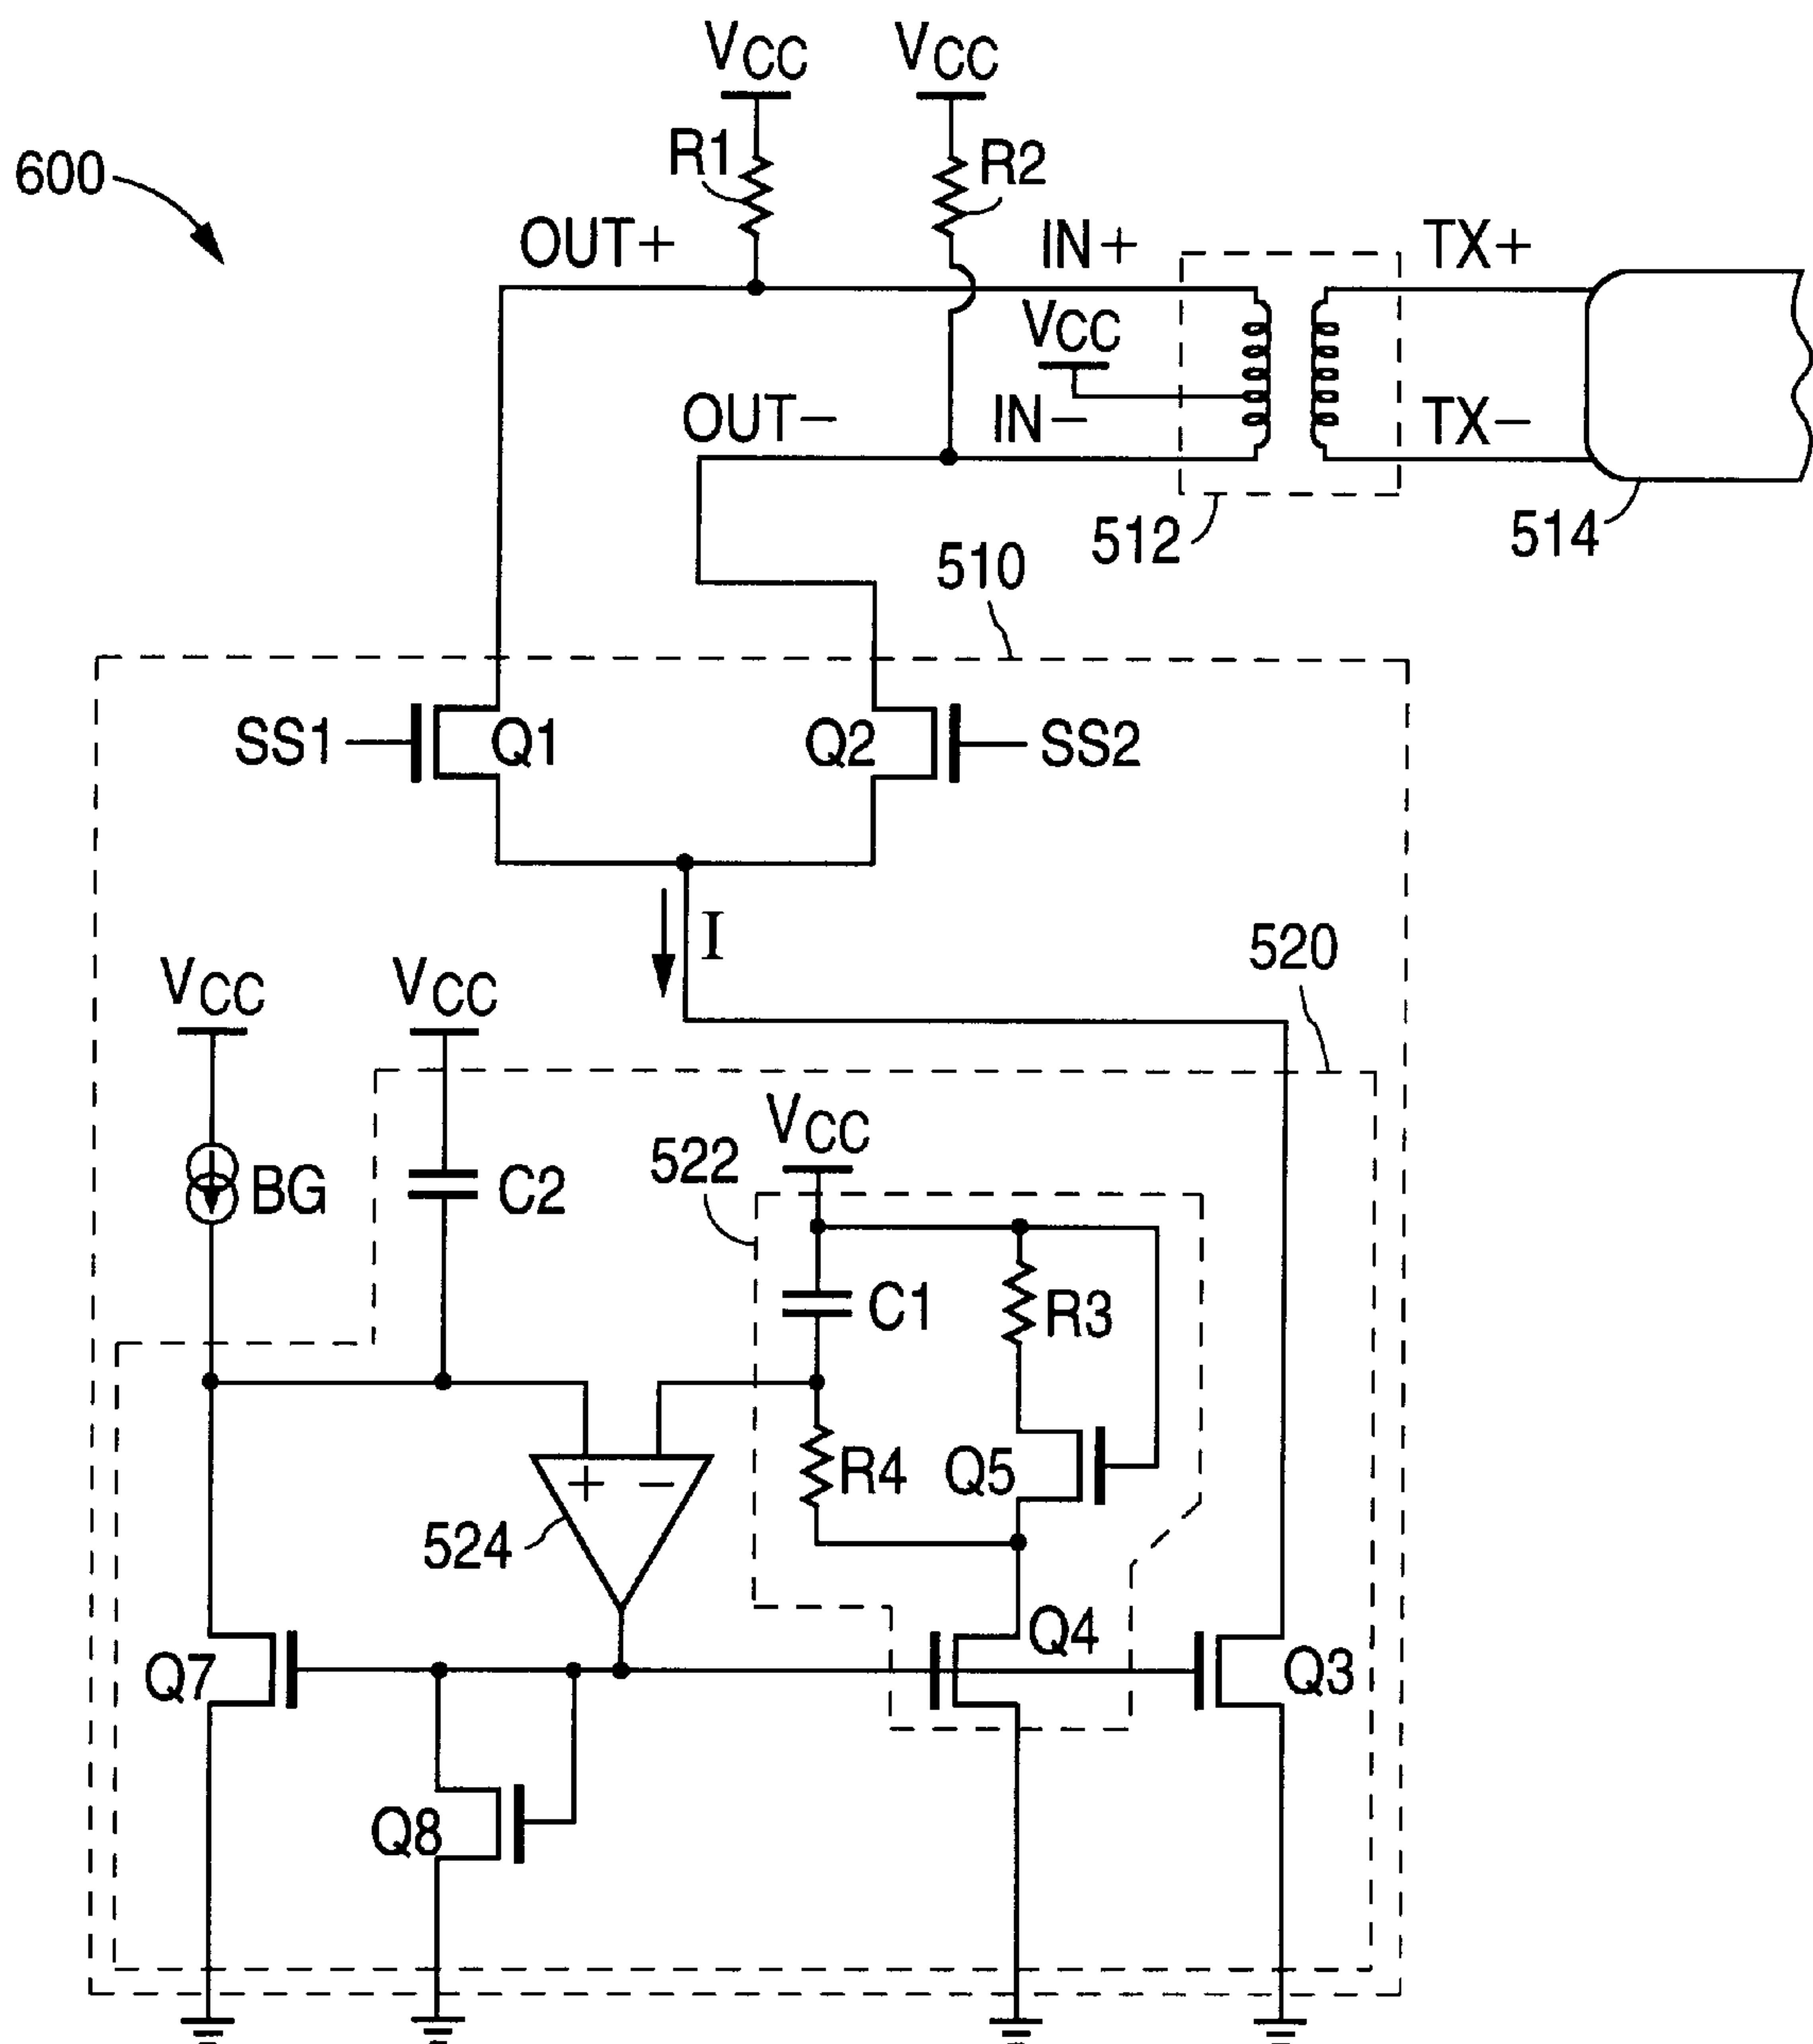 VCC
VCC
600
R1
R2
OUT+
IN+
TX+
VCC
OUT−
IN−
TX−
512
514
510
SS1
Q1
Q2
SS2
I
520
VCC
VCC
VCC
522
BG
C2
C1
R3
+
−
R4
Q5
524
Q4
Q7
Q3
Q8